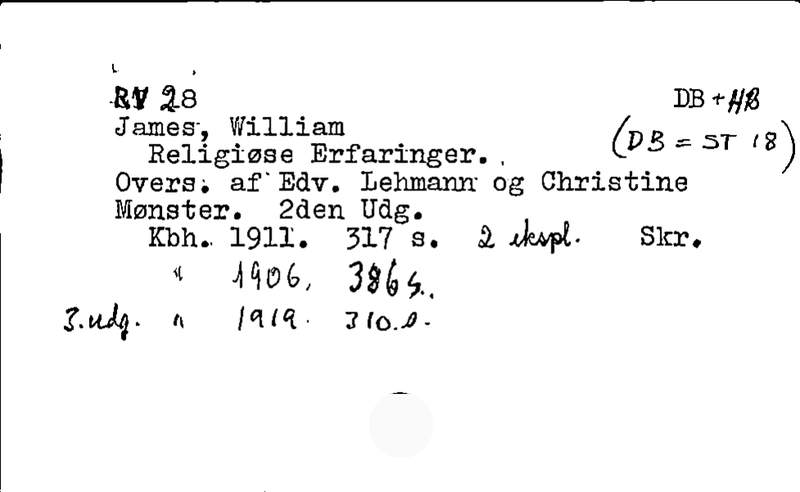 RV 28 DB + HB
James, William (DB = ST 18)
Religiøse Erfaringer.
Overs. af Edv. Lehmann og Christine
Mønster. 2den Udg.
Kbh. 1911. 317 s. 2 ekspl. Skr.
" 1906, 386 s.
3. udg. " 1919. 310. s.